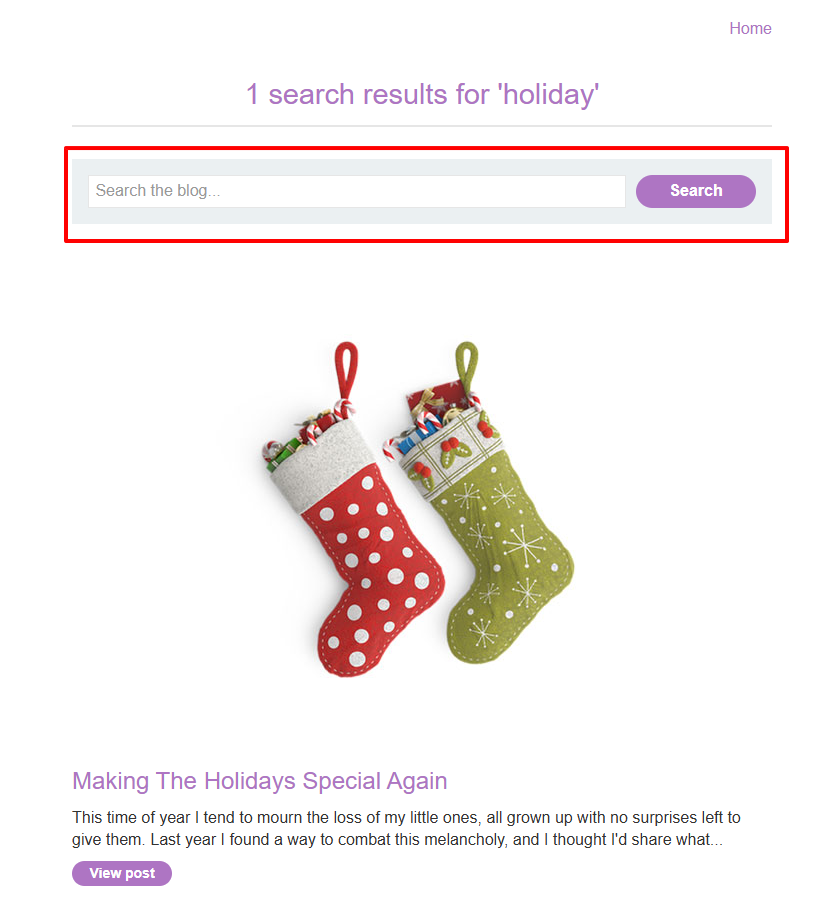 Home
1 search results for 'holiday'
Search the blog...
Search
Making The Holidays Special Again
This time of year I tend to mourn the loss of my little ones, all grown up with no surprises left to
give them. Last year I found a way to combat this melancholy, and I thought I'd share what...
View post